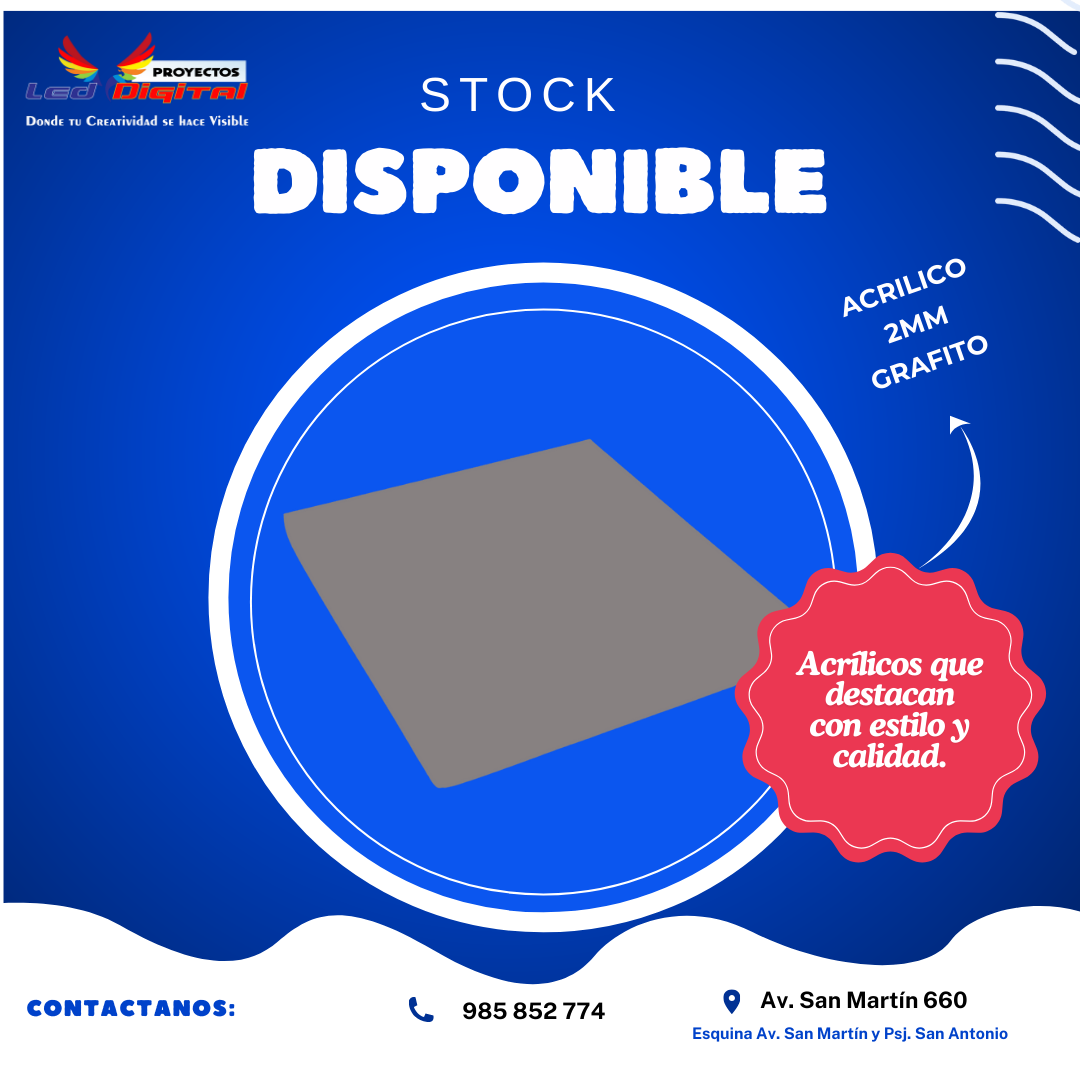 PROYECTOS
Led Digital
Donde tu Creatividad se hace Visible
STOCK
DISPONIBLE
ACRILICO
2MM
GRAFITO
Acrílicos que
destacan
con estilo y
calidad.
CONTACTANOS:
985 852 774
Av. San Martín 660
Esquina Av. San Martín y Psj. San Antonio